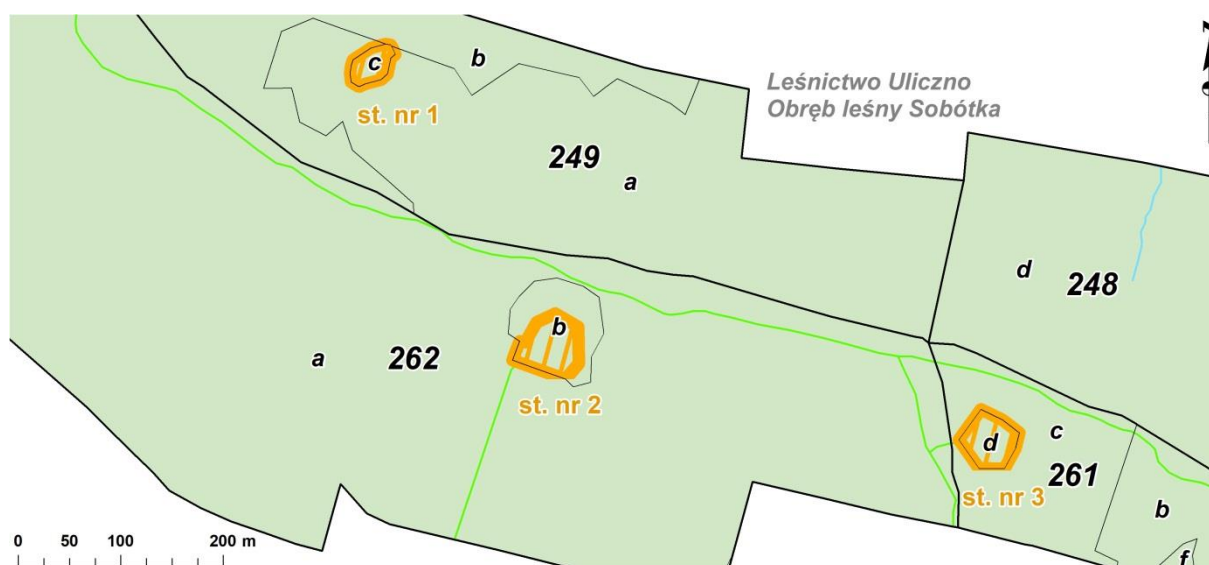 b
c
Leśnictwo Uliczno
Obręb leśny Sobótka
st. nr 1
249
a
d
248
b
a
262
st. nr 2
c
d
261
st. nr 3
b
0 50 100 200 m
f